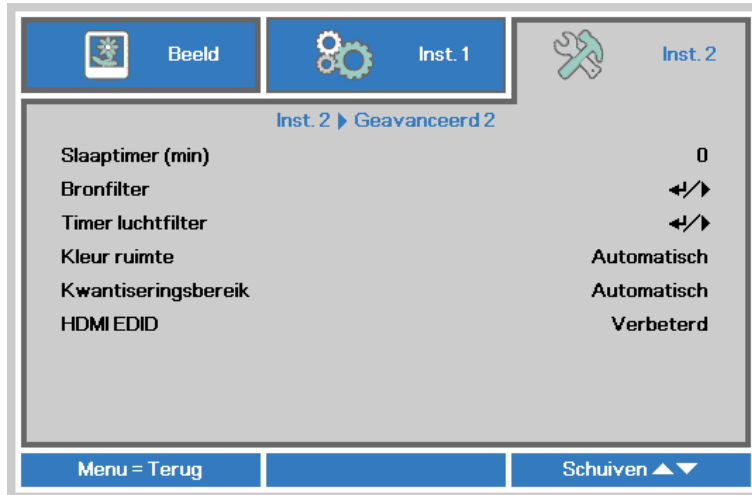 Beeld
Inst. 1
Inst. 2
Inst. 2 Geavanceerd 2
Slaaptimer (min) 0
Bronfilter
Timer luchtfilter
Kleur ruimte Automatisch
Kwantiseringsbereik Automatisch
HDMI EDID Verbeterd
Menu = Terug
Schuiven